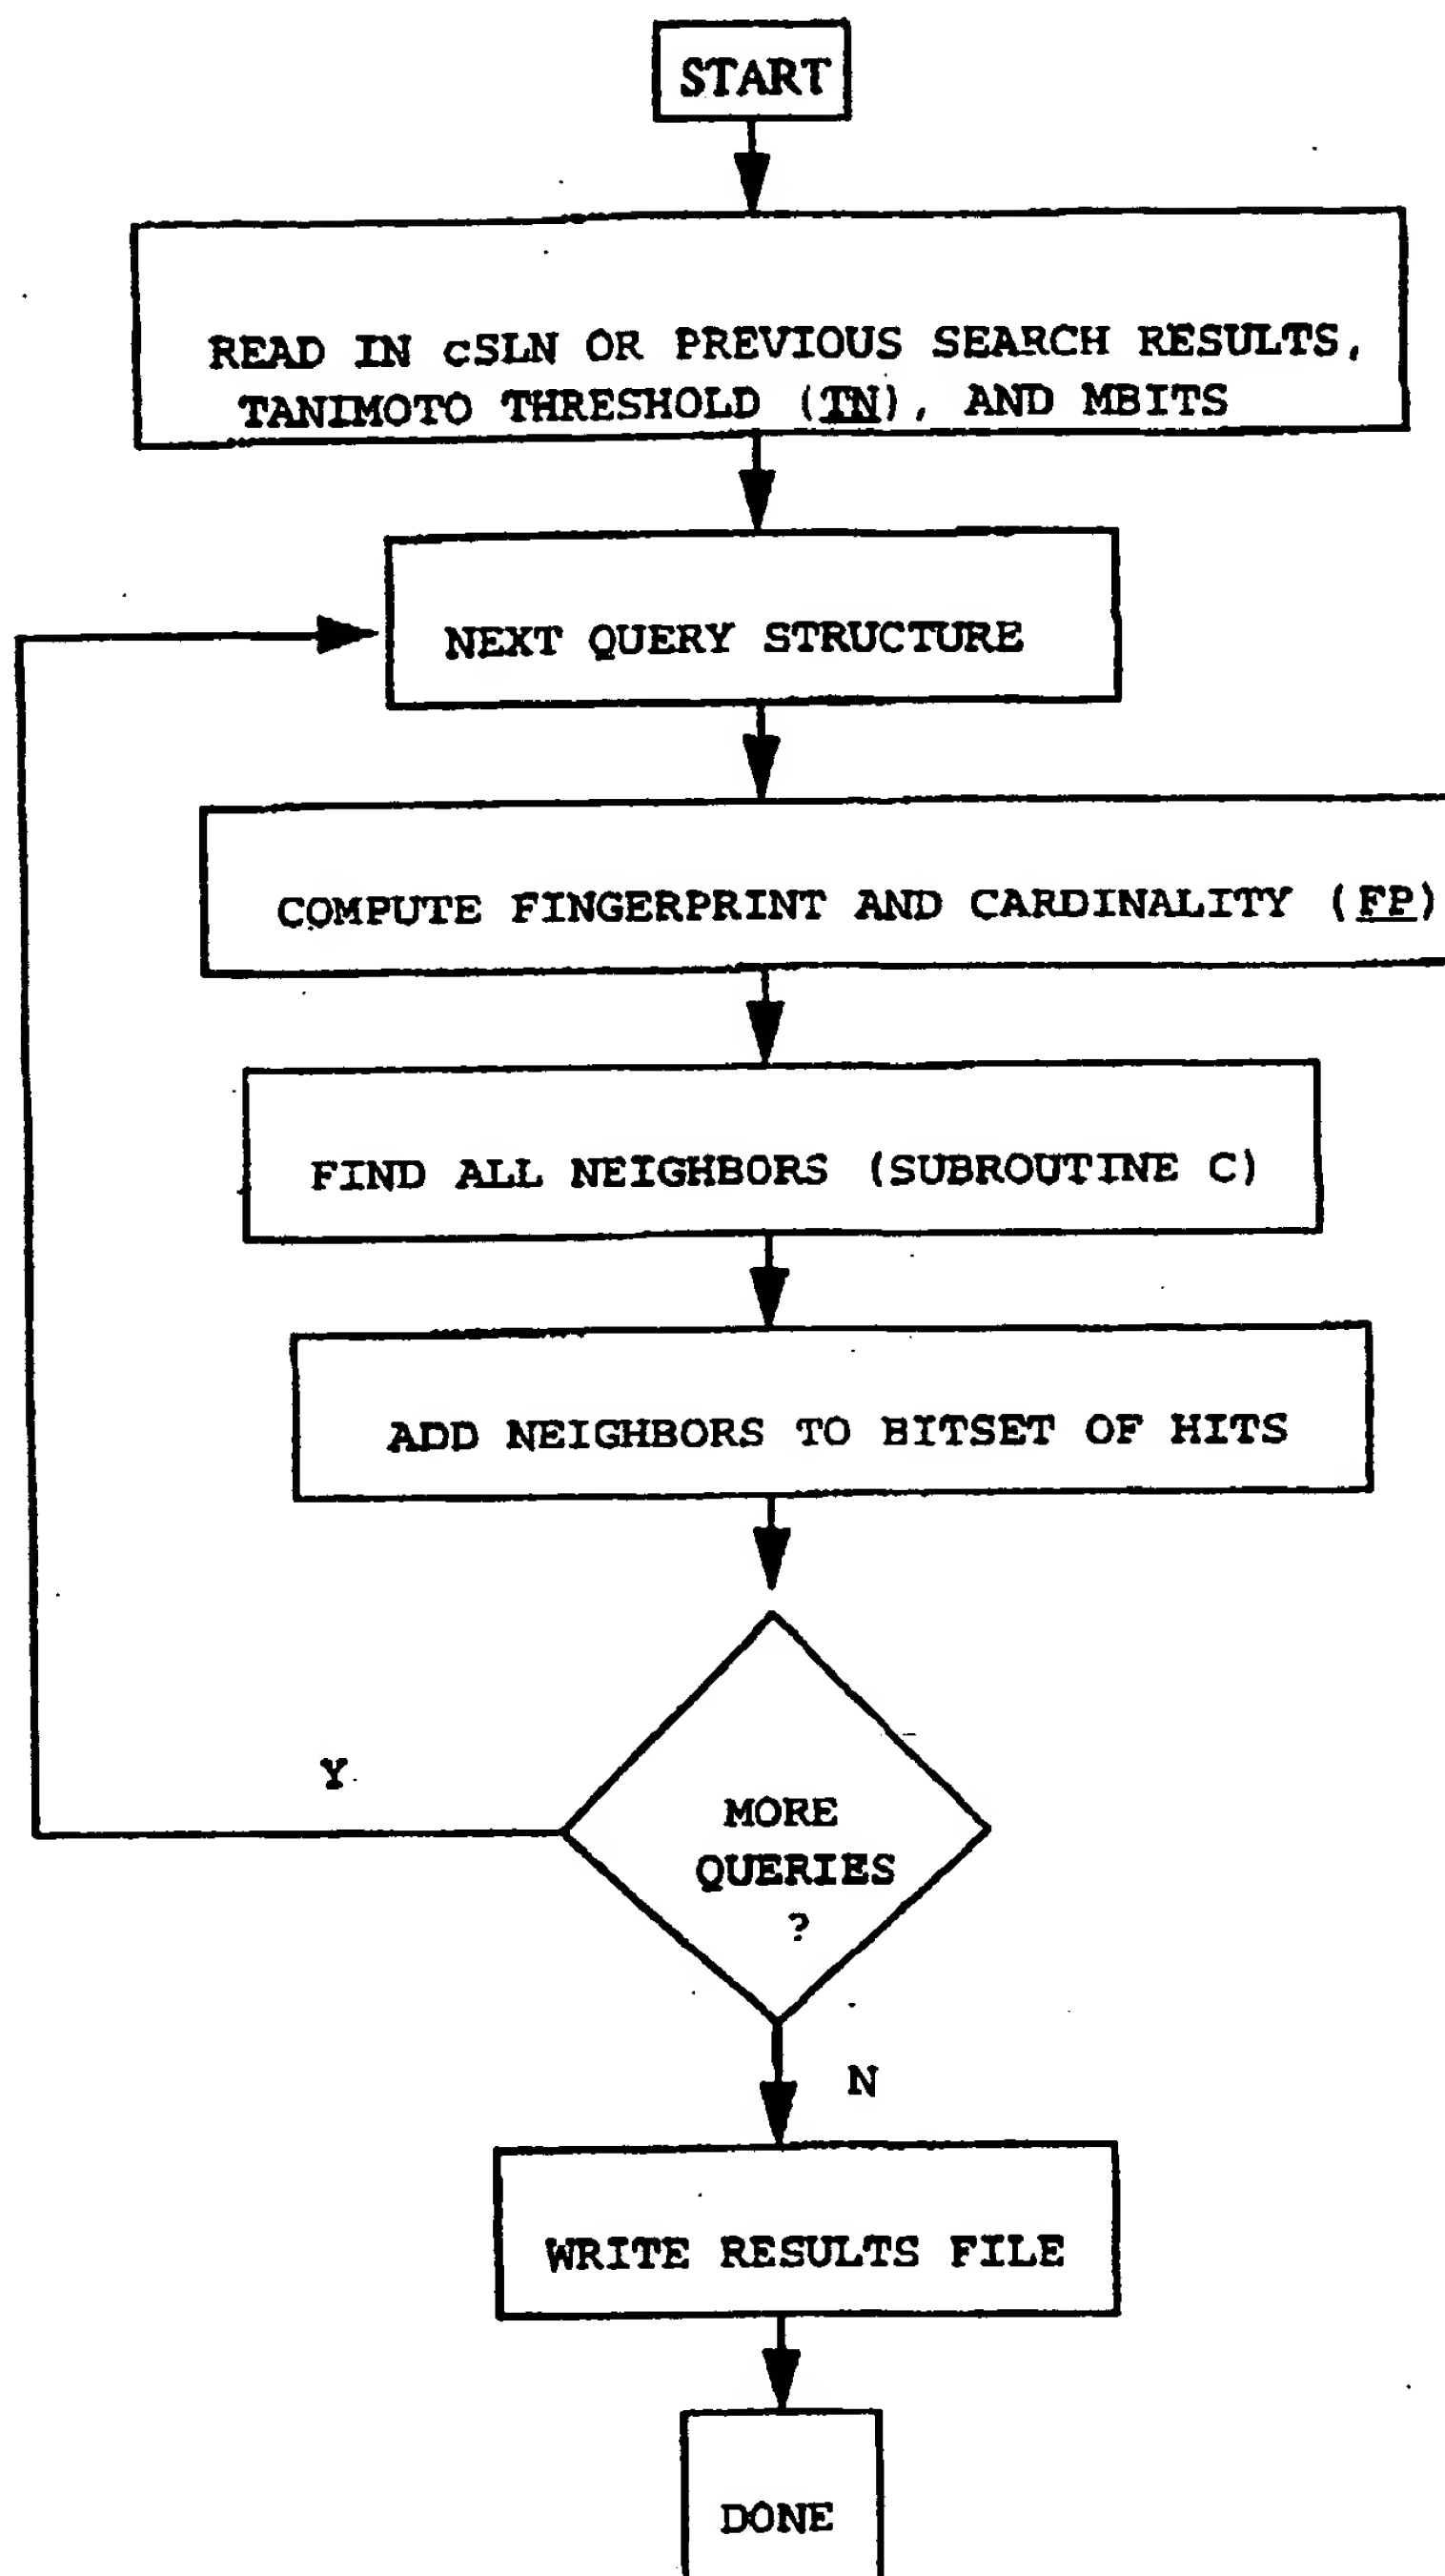 START
READ IN cSLN OR PREVIOUS SEARCH RESULTS,
TANIMOTO THRESHOLD (TN), AND MBITS
NEXT QUERY STRUCTURE
COMPUTE FINGERPRINT AND CARDINALITY (FP)
FIND ALL NEIGHBORS (SUBROUTINE C)
ADD NEIGHBORS TO BITSET OF HITS
Y
MORE
QUERIES
?
N
WRITE RESULTS FILE
DONE